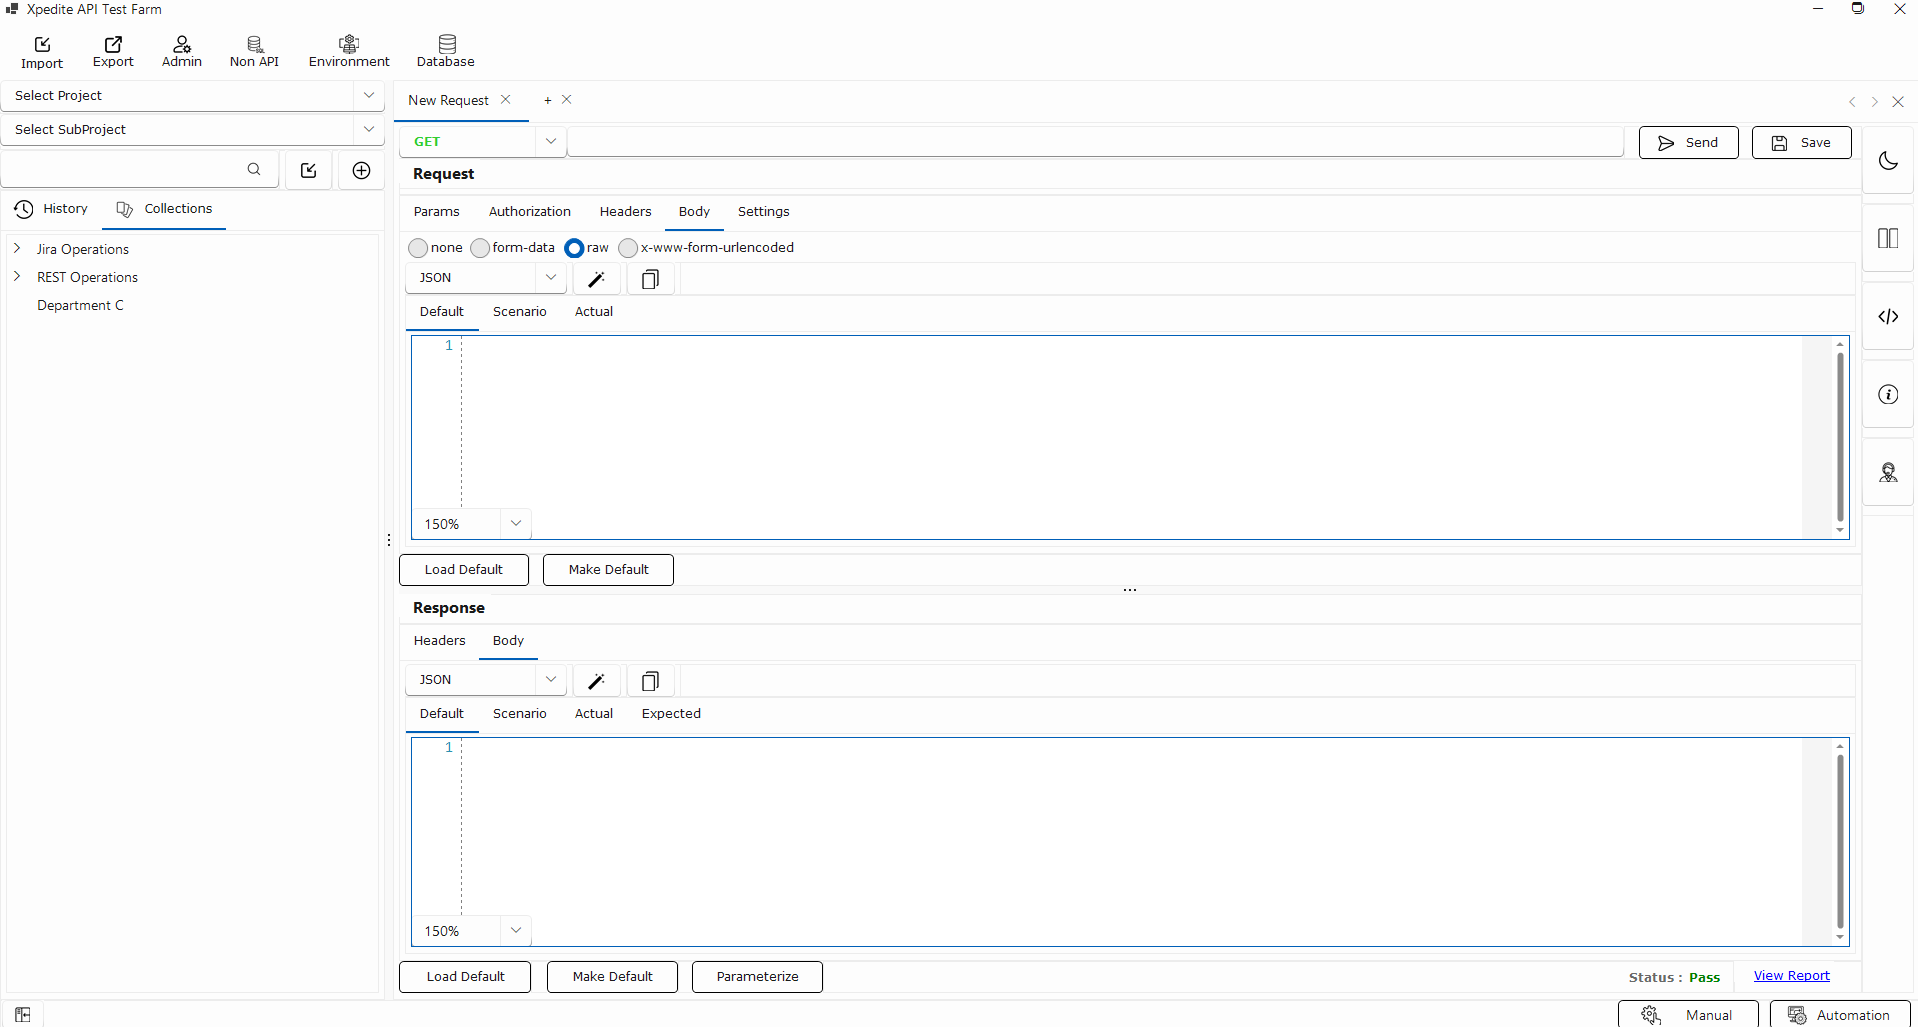 Xpedite API Test Farm
Import Export Admin Non API Environment Database
Select Project
Select SubProject
History Collections
Jira Operations
REST Operations
Department C
New Request +
GET Send Save
Request
Params Authorization Headers Body Settings
none form-data raw x-www-form-urlencoded
JSON
Default Scenario Actual
1
150%
Load Default Make Default
Response
Headers Body
JSON
Default Scenario Actual Expected
1
150%
Load Default Make Default Parameterize
Status : Pass View Report
Manual Automation